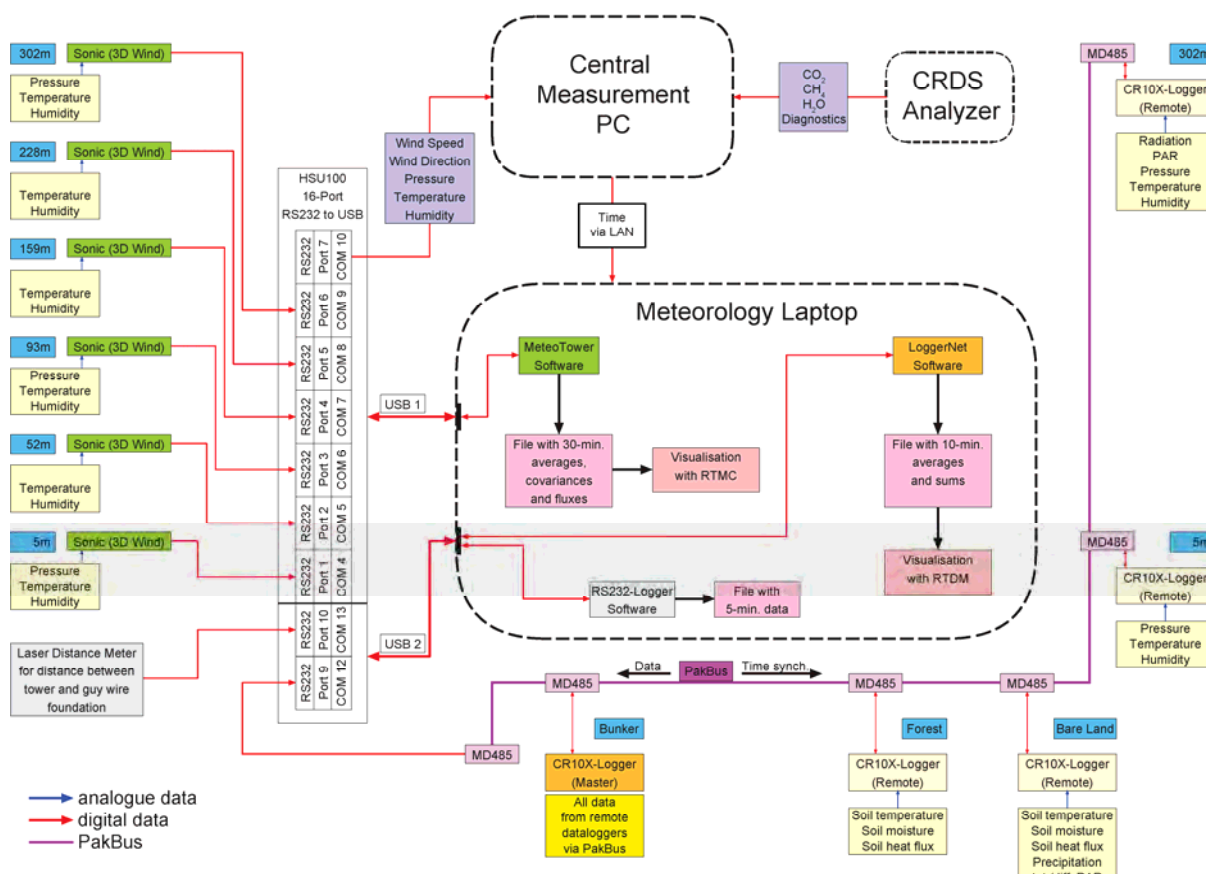 302m
Sonic (3D Wind)
Pressure
Temperature
Humidity
228m
Sonic (3D Wind)
Temperature
Humidity
159m
Sonic (3D Wind)
Temperature
Humidity
93m
Sonic (3D Wind)
Pressure
Temperature
Humidity
52m
Sonic (3D Wind)
Temperature
Humidity
5m
Sonic (3D Wind)
Pressure
Temperature
Humidity
Laser Distance Meter
for distance between
tower and guy wire
foundation
HSU100
16-Port
RS232 to USB
RS232 Port 7 COM 10
RS232 Port 6 COM 9
RS232 Port 5 COM 8
RS232 Port 4 COM 7
RS232 Port 3 COM 6
RS232 Port 2 COM 5
RS232 Port 1 COM 4
RS232 Port 10 COM 13
RS232 Port 9 COM 12
Wind Speed
Wind Direction
Pressure
Temperature
Humidity
Central
Measurement
PC
CO2
CH4
H2O
Diagnostics
CRDS
Analyzer
Time
via LAN
USB 1
USB 2
Meteorology Laptop
MeteoTower
Software
File with 30-min.
averages,
covariances
and fluxes
Visualisation
with RTMC
LoggerNet
Software
File with 10-min.
averages
and sums
Visualisation
with RTDM
RS232-Logger
Software
File with
5-min. data
MD485
302m
CR10X-Logger
(Remote)
Radiation
PAR
Pressure
Temperature
Humidity
MD485
5m
CR10X-Logger
(Remote)
Pressure
Temperature
Humidity
Data
PakBus
Time synch.
MD485
MD485
Bunker
CR10X-Logger
(Master)
All data
from remote
dataloggers
via PakBus
MD485
Forest
CR10X-Logger
(Remote)
Soil temperature
Soil moisture
Soil heat flux
MD485
Bare Land
CR10X-Logger
(Remote)
Soil temperature
Soil moisture
Soil heat flux
Precipitation
analogue data
digital data
PakBus